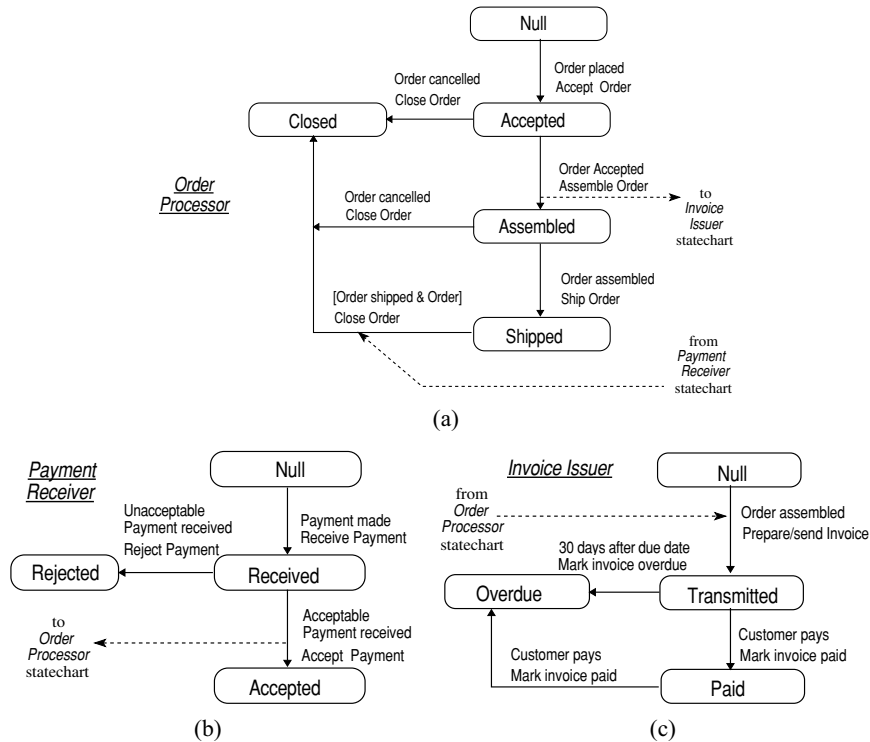 Null
Order placed
Accept Order
Order cancelled
Close Order
Closed
Accepted
Order
Processor
Order Accepted
Assemble Order
to
Invoice
Issuer
statechart
Order cancelled
Close Order
Assembled
Order assembled
Ship Order
[Order shipped & Order]
Close Order
Shipped
from
Payment
Receiver
statechart
(a)
Payment
Receiver
Null
Unacceptable
Payment received
Reject Payment
Payment made
Receive Payment
Rejected
Received
to
Order
Processor
statechart
Acceptable
Payment received
Accept Payment
Accepted
(b)
Invoice Issuer
Null
from
Order
Processor
statechart
Order assembled
Prepare/send Invoice
30 days after due date
Mark invoice overdue
Overdue
Transmitted
Customer pays
Mark invoice paid
Customer pays
Mark invoice paid
Paid
(c)